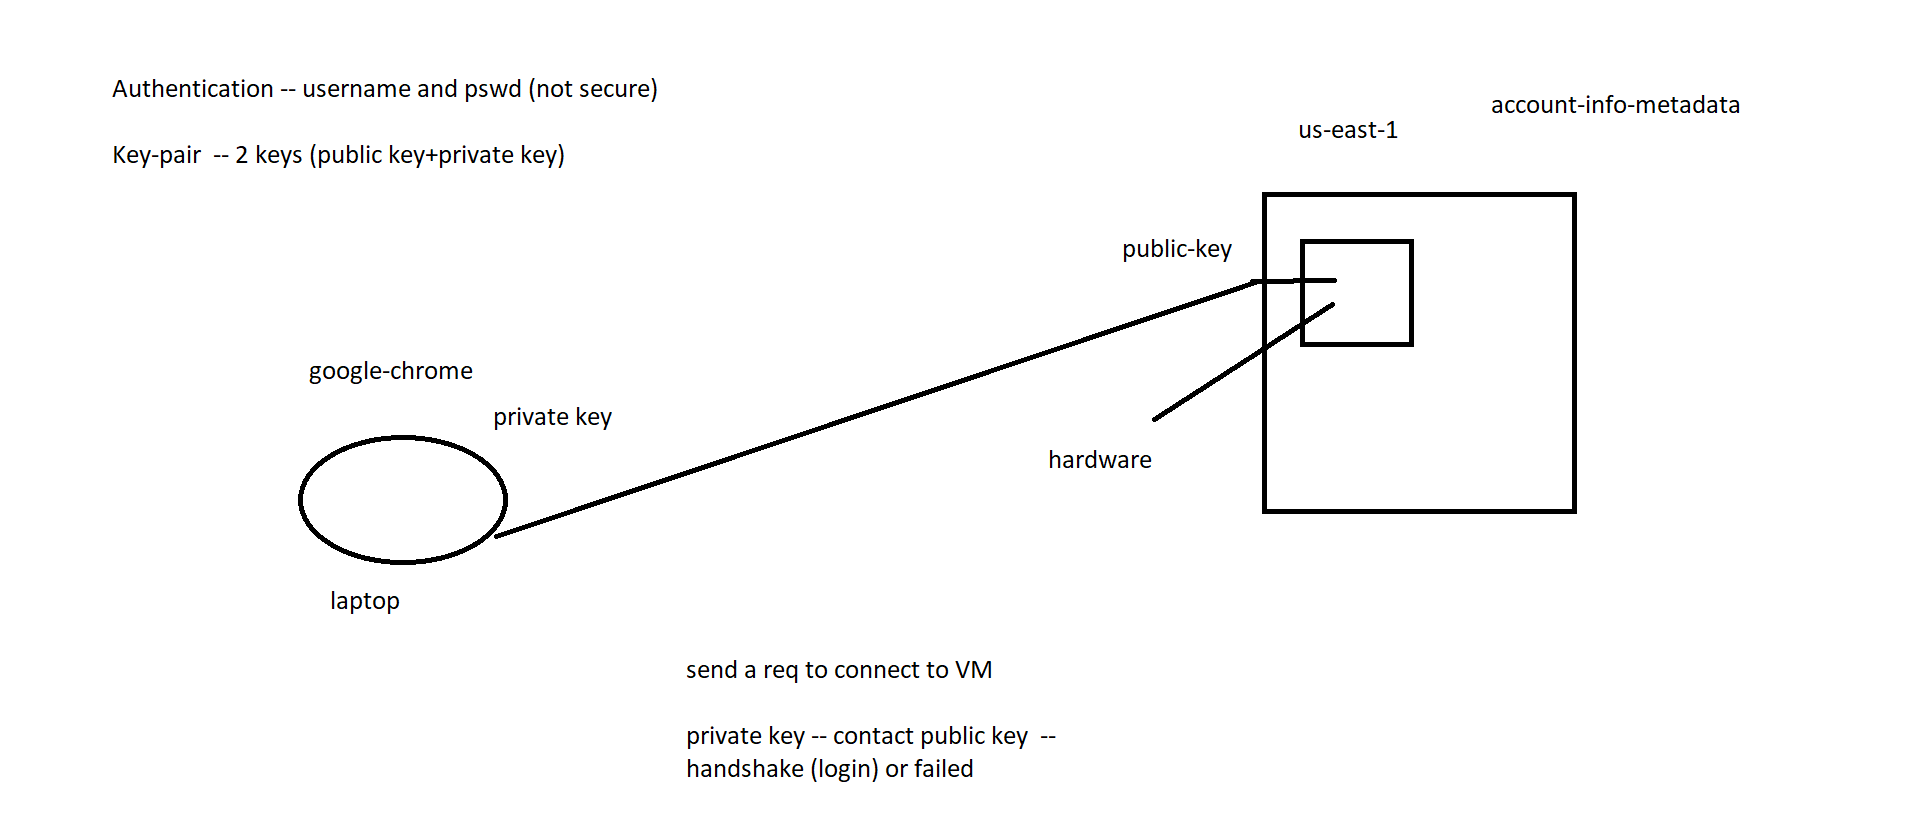 Authentication -- username and pswd (not secure)
Key-pair  -- 2 keys (public key+private key)
account-info-metadata
us-east-1
public-key
google-chrome
private key
hardware
laptop
send a req to connect to VM
private key -- contact public key  --
handshake (login) or failed